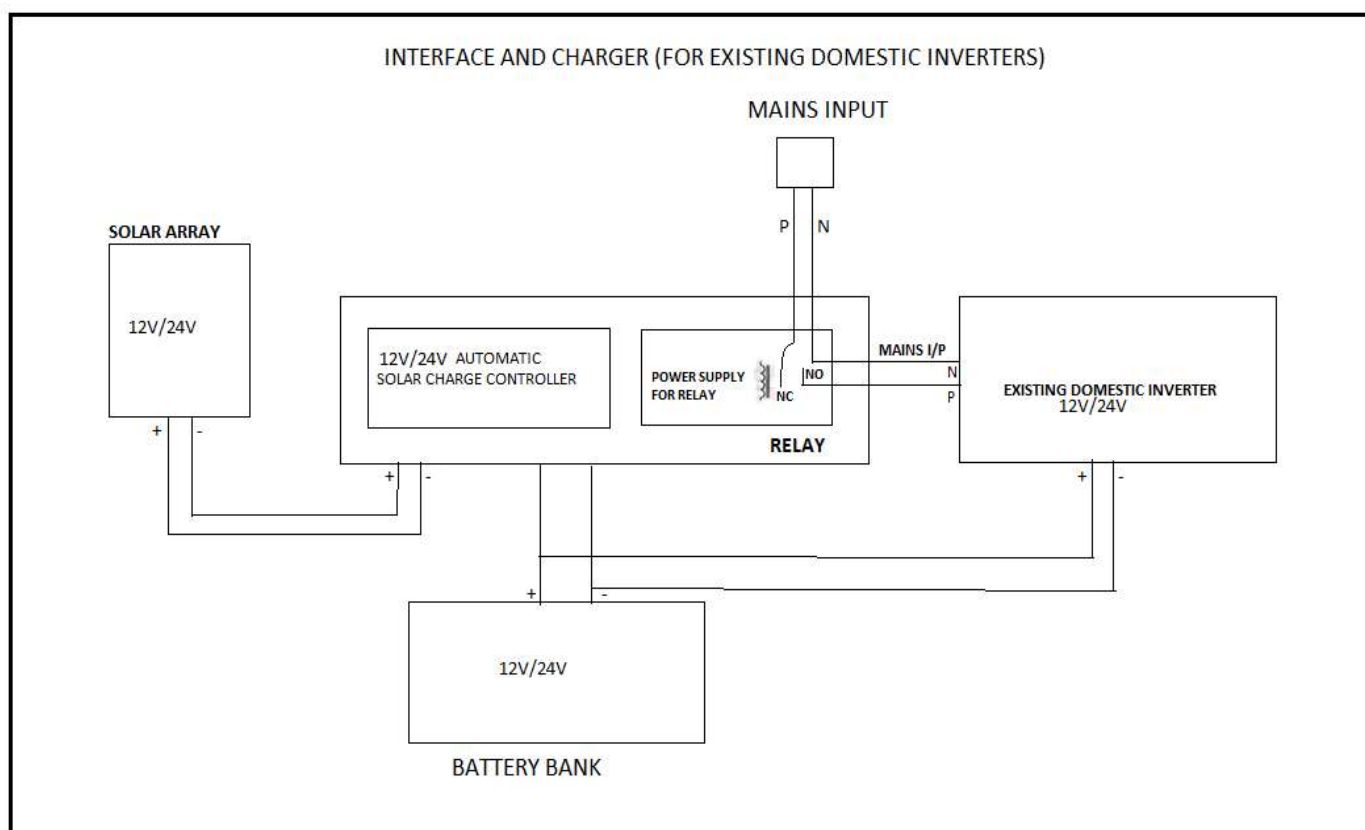 INTERFACE AND CHARGER (FOR EXISTING DOMESTIC INVERTERS)
MAINS INPUT
P
N
SOLAR ARRAY
12V/24V
12V/24V AUTOMATIC
SOLAR CHARGE CONTROLLER
POWER SUPPLY
FOR RELAY
NC
NO
RELAY
MAINS I/P
N
P
EXISTING DOMESTIC INVERTER
12V/24V
+
-
+
-
+
-
+
-
12V/24V
BATTERY BANK